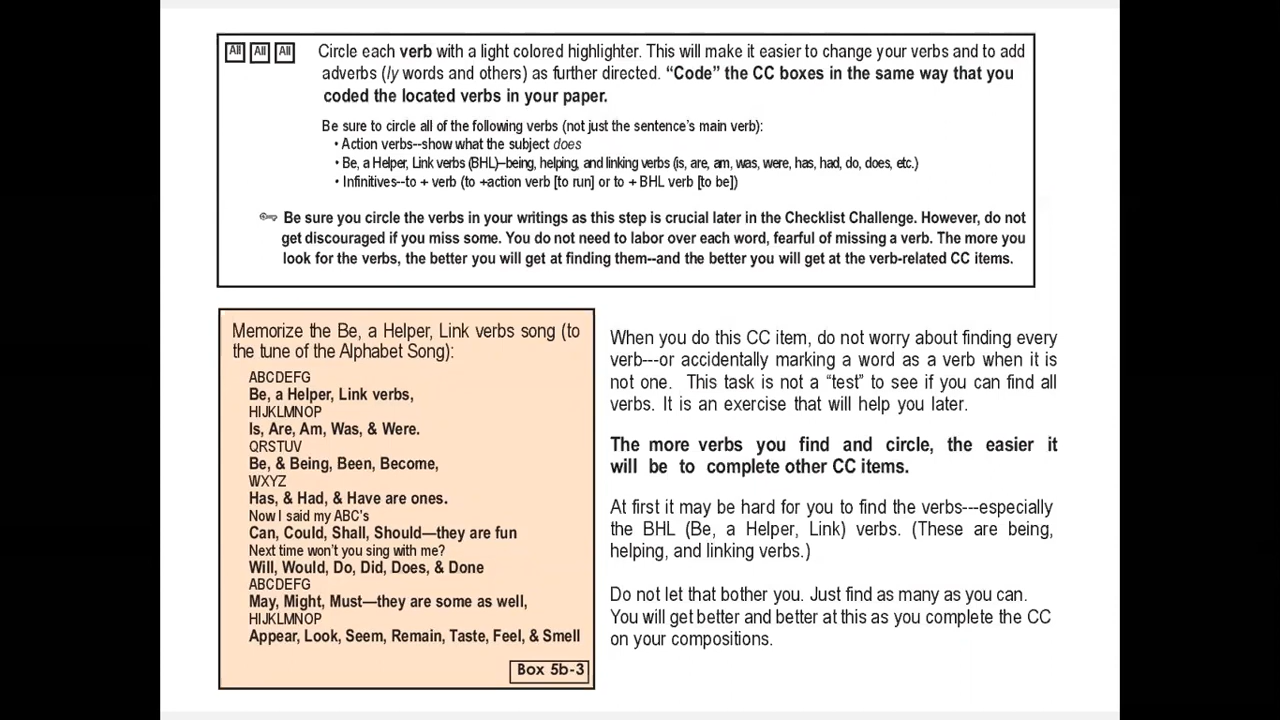 All All All Circle each verb with a light colored highlighter. This will make it easier to change your verbs and to add
adverbs (ly words and others) as further directed. “Code” the CC boxes in the same way that you
coded the located verbs in your paper.
Be sure to circle all of the following verbs (not just the sentence’s main verb):
• Action verbs--show what the subject does
• Be, a Helper, Link verbs (BHL)–being, helping, and linking verbs (is, are, am, was, were, has, had, do, does, etc.)
• Infinitives--to + verb (to +action verb [to run] or to + BHL verb [to be])
Be sure you circle the verbs in your writings as this step is crucial later in the Checklist Challenge. However, do not
get discouraged if you miss some. You do not need to labor over each word, fearful of missing a verb. The more you
look for the verbs, the better you will get at finding them--and the better you will get at the verb-related CC items.
Memorize the Be, a Helper, Link verbs song (to
the tune of the Alphabet Song):
ABCDEFG
Be, a Helper, Link verbs,
HIJKLMNOP
Is, Are, Am, Was, & Were.
QRSTUV
Be, & Being, Been, Become,
WXYZ
Has, & Had, & Have are ones.
Now I said my ABC’s
Can, Could, Shall, Should—they are fun
Next time won’t you sing with me?
Will, Would, Do, Did, Does, & Done
ABCDEFG
May, Might, Must—they are some as well,
HIJKLMNOP
Appear, Look, Seem, Remain, Taste, Feel, & Smell
Box 5b-3
When you do this CC item, do not worry about finding every
verb---or accidentally marking a word as a verb when it is
not one. This task is not a “test” to see if you can find all
verbs. It is an exercise that will help you later.
The more verbs you find and circle, the easier it
will be to complete other CC items.
At first it may be hard for you to find the verbs---especially
the BHL (Be, a Helper, Link) verbs. (These are being,
helping, and linking verbs.)
Do not let that bother you. Just find as many as you can.
You will get better and better at this as you complete the CC
on your compositions.